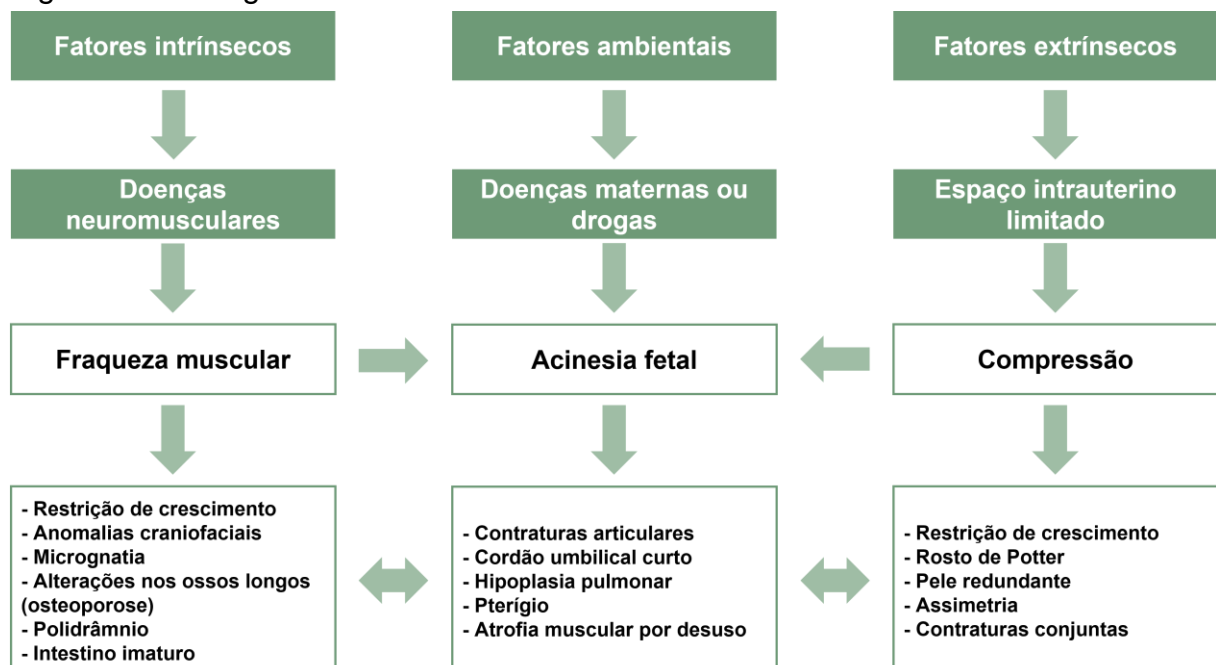 Fatores intrínsecos
Fatores ambientais
Fatores extrínsecos
Doenças
neuromusculares
Doenças maternas ou
drogas
Espaço intrauterino
limitado
Fraqueza muscular
Acinesia fetal
Compressão
- Restrição de crescimento
- Anomalias craniofaciais
- Micrognatia
- Alterações nos ossos longos
(osteoporose)
- Polidrâmnio
- Intestino imaturo
- Contraturas articulares
- Cordão umbilical curto
- Hipoplasia pulmonar
- Pterígio
- Atrofia muscular por desuso
- Restrição de crescimento
- Rosto de Potter
- Pele redundante
- Assimetria
- Contraturas conjuntas